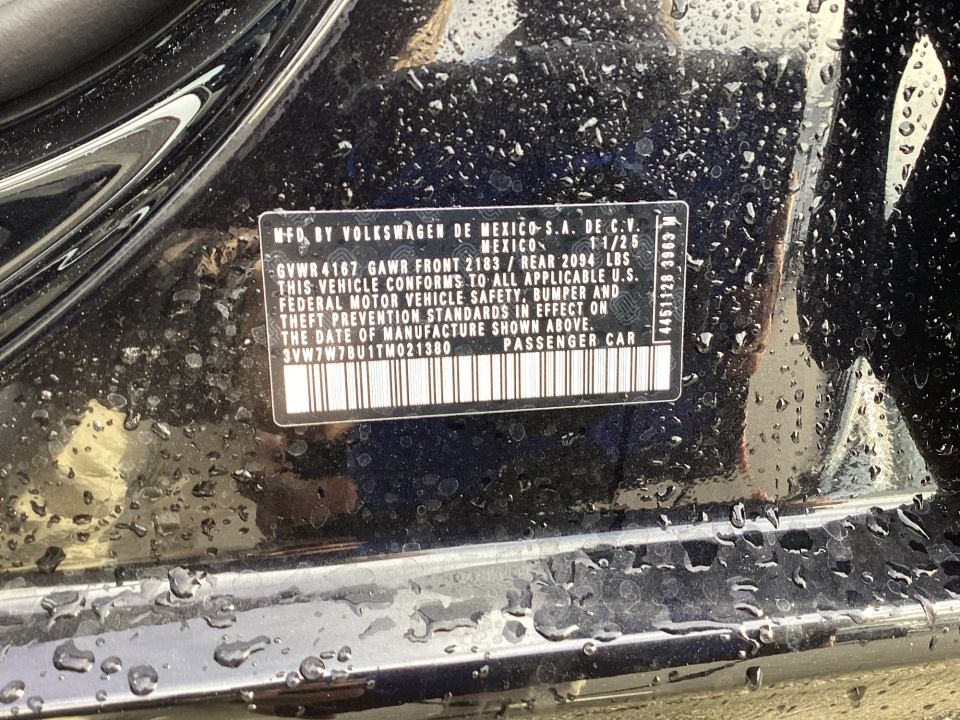 MFD. BY VOLKSWAGEN DE MEXICO S.A. DE C.V.
MEXICO 11/25
GVWR 4167 GAWR FRONT 2183 / REAR 2094 LBS
THIS VEHICLE CONFORMS TO ALL APPLICABLE U.S.
FEDERAL MOTOR VEHICLE SAFETY, BUMPER AND
THEFT PREVENTION STANDARDS IN EFFECT ON
THE DATE OF MANUFACTURE SHOWN ABOVE.
3VW7W7BU1TM021380 PASSENGER CAR
4451128 3983 M